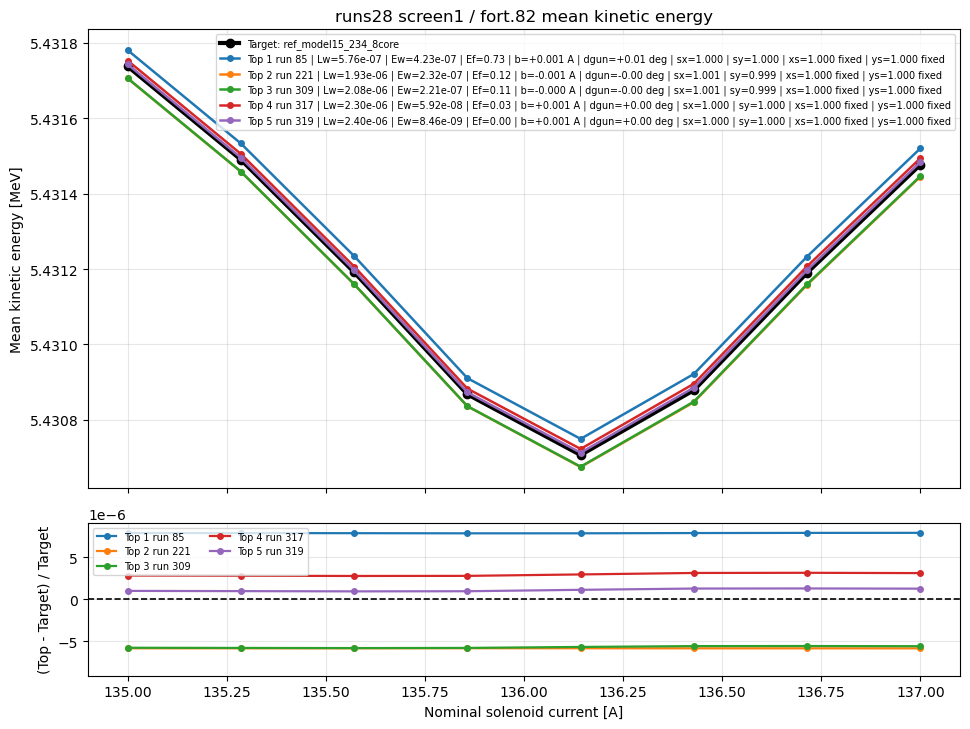 runs28 screen1 / fort.82 mean kinetic energy
Mean kinetic energy [MeV]
5.4318
5.4316
5.4314
5.4312
5.4310
5.4308
Target: ref_model15_234_8core
Top 1 run 85 | Lw=5.76e-07 | Ew=4.23e-07 | Ef=0.73 | b=+0.001 A | dgun=+0.01 deg | sx=1.000 | sy=1.000 | xs=1.000 fixed | ys=1.000 fixed
Top 2 run 221 | Lw=1.93e-06 | Ew=2.32e-07 | Ef=0.12 | b=-0.001 A | dgun=-0.00 deg | sx=1.001 | sy=0.999 | xs=1.000 fixed | ys=1.000 fixed
Top 3 run 309 | Lw=2.08e-06 | Ew=2.21e-07 | Ef=0.11 | b=-0.000 A | dgun=-0.00 deg | sx=1.001 | sy=0.999 | xs=1.000 fixed | ys=1.000 fixed
Top 4 run 317 | Lw=2.30e-06 | Ew=5.92e-08 | Ef=0.03 | b=+0.001 A | dgun=+0.00 deg | sx=1.000 | sy=1.000 | xs=1.000 fixed | ys=1.000 fixed
Top 5 run 319 | Lw=2.40e-06 | Ew=8.46e-09 | Ef=0.00 | b=+0.001 A | dgun=+0.00 deg | sx=1.000 | sy=1.000 | xs=1.000 fixed | ys=1.000 fixed
1e−6
(Top - Target) / Target
5
0
−5
Top 1 run 85
Top 2 run 221
Top 3 run 309
Top 4 run 317
Top 5 run 319
135.00 135.25 135.50 135.75 136.00 136.25 136.50 136.75 137.00
Nominal solenoid current [A]